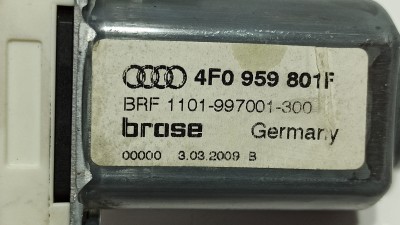 4F0 959 801F
BRF 1101-997001-300
brose Germany
00000 3.03.2009 B